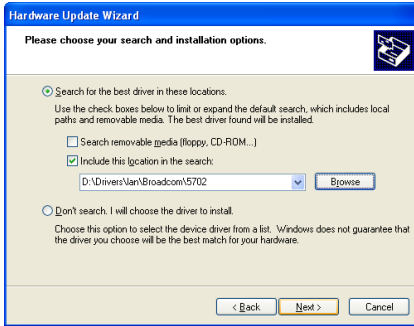 Hardware Update Wizard
Please choose your search and installation options.
Search for the best driver in these locations.
Use the check boxes below to limit or expand the default search, which includes local
paths and removable media. The best driver found will be installed.
Search removable media (floppy, CD-ROM...)
Include this location in the search:
D:\Drivers\lan\Broadcom\5702
Browse
Don't search. I will choose the driver to install.
Choose this option to select the device driver from a list. Windows does not guarantee that
the driver you choose will be the best match for your hardware.
< Back
Next >
Cancel